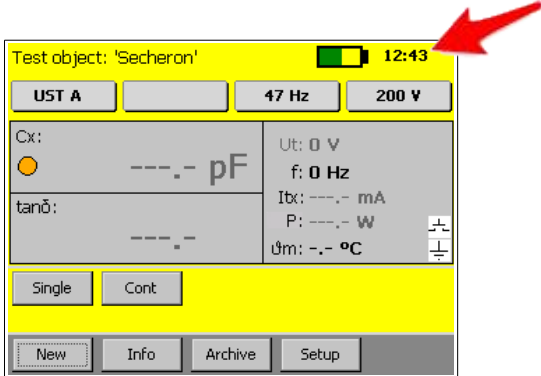 Test object: 'Secheron' 12:43
UST A 47 Hz 200 V
Cx:
---.- pF
tanδ:
---.-
Ut: 0 V
f: 0 Hz
Itx: ---.- mA
P: ---.- W
ϑm: -.- ºC
Single Cont
New Info Archive Setup